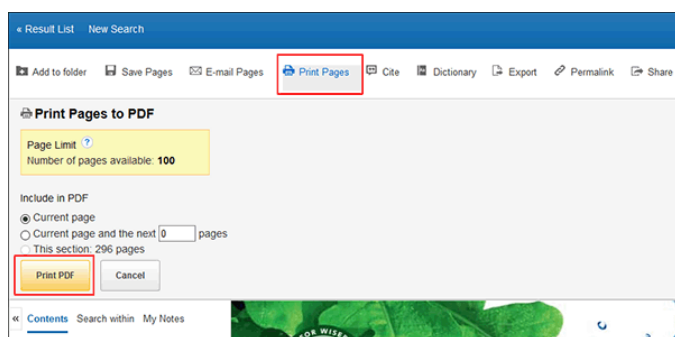 « Result List New Search
Add to folder Save Pages E-mail Pages Print Pages Cite Dictionary Export Permalink Share
Print Pages to PDF
Page Limit ?
Number of pages available: 100
Include in PDF
Current page
Current page and the next 0 pages
This section: 296 pages
Print PDF Cancel
« Contents Search within My Notes
FOR WISER